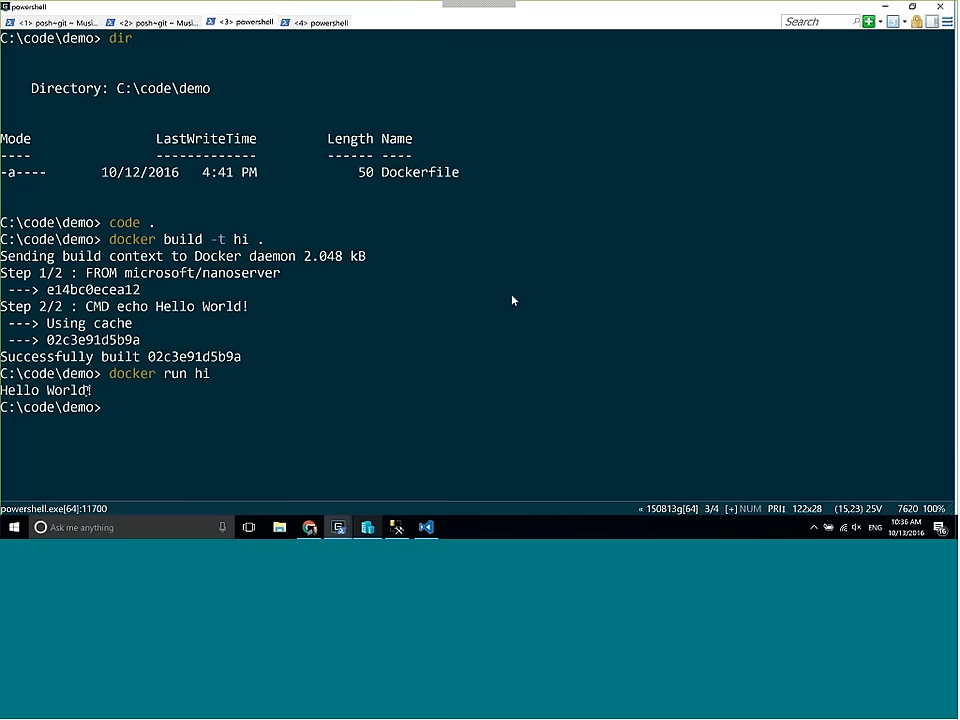 powershell
<1> posh~git ~ Musi...
<2> posh~git ~ Musi...
<3> powershell
<4> powershell
Search
C:\code\demo> dir
Directory: C:\code\demo
Mode LastWriteTime Length Name
---- ------------- ------ ----
-a---- 10/12/2016 4:41 PM 50 Dockerfile
C:\code\demo> code .
C:\code\demo> docker build -t hi .
Sending build context to Docker daemon 2.048 kB
Step 1/2 : FROM microsoft/nanoserver
---> e14bc0ecea12
Step 2/2 : CMD echo Hello World!
---> Using cache
---> 02c3e91d5b9a
Successfully built 02c3e91d5b9a
C:\code\demo> docker run hi
Hello World!
C:\code\demo>
powershell.exe[64]:11700 « 150813g[64] 3/4 [+] NUM PRI↕ 122x28 (15,23) 25V 7620 100%
Ask me anything
ENG
10:36 AM
10/13/2016
16